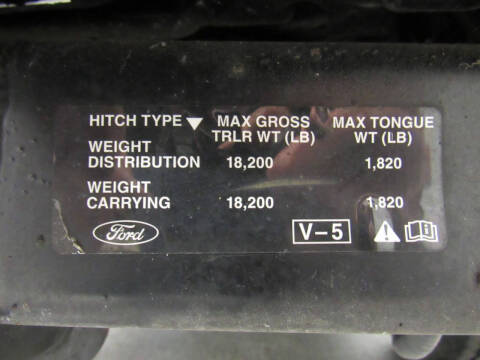 HITCH TYPE ▼ MAX GROSS TRLR WT (LB) MAX TONGUE WT (LB)
WEIGHT DISTRIBUTION 18,200 1,820
WEIGHT CARRYING 18,200 1,820
Ford V-5